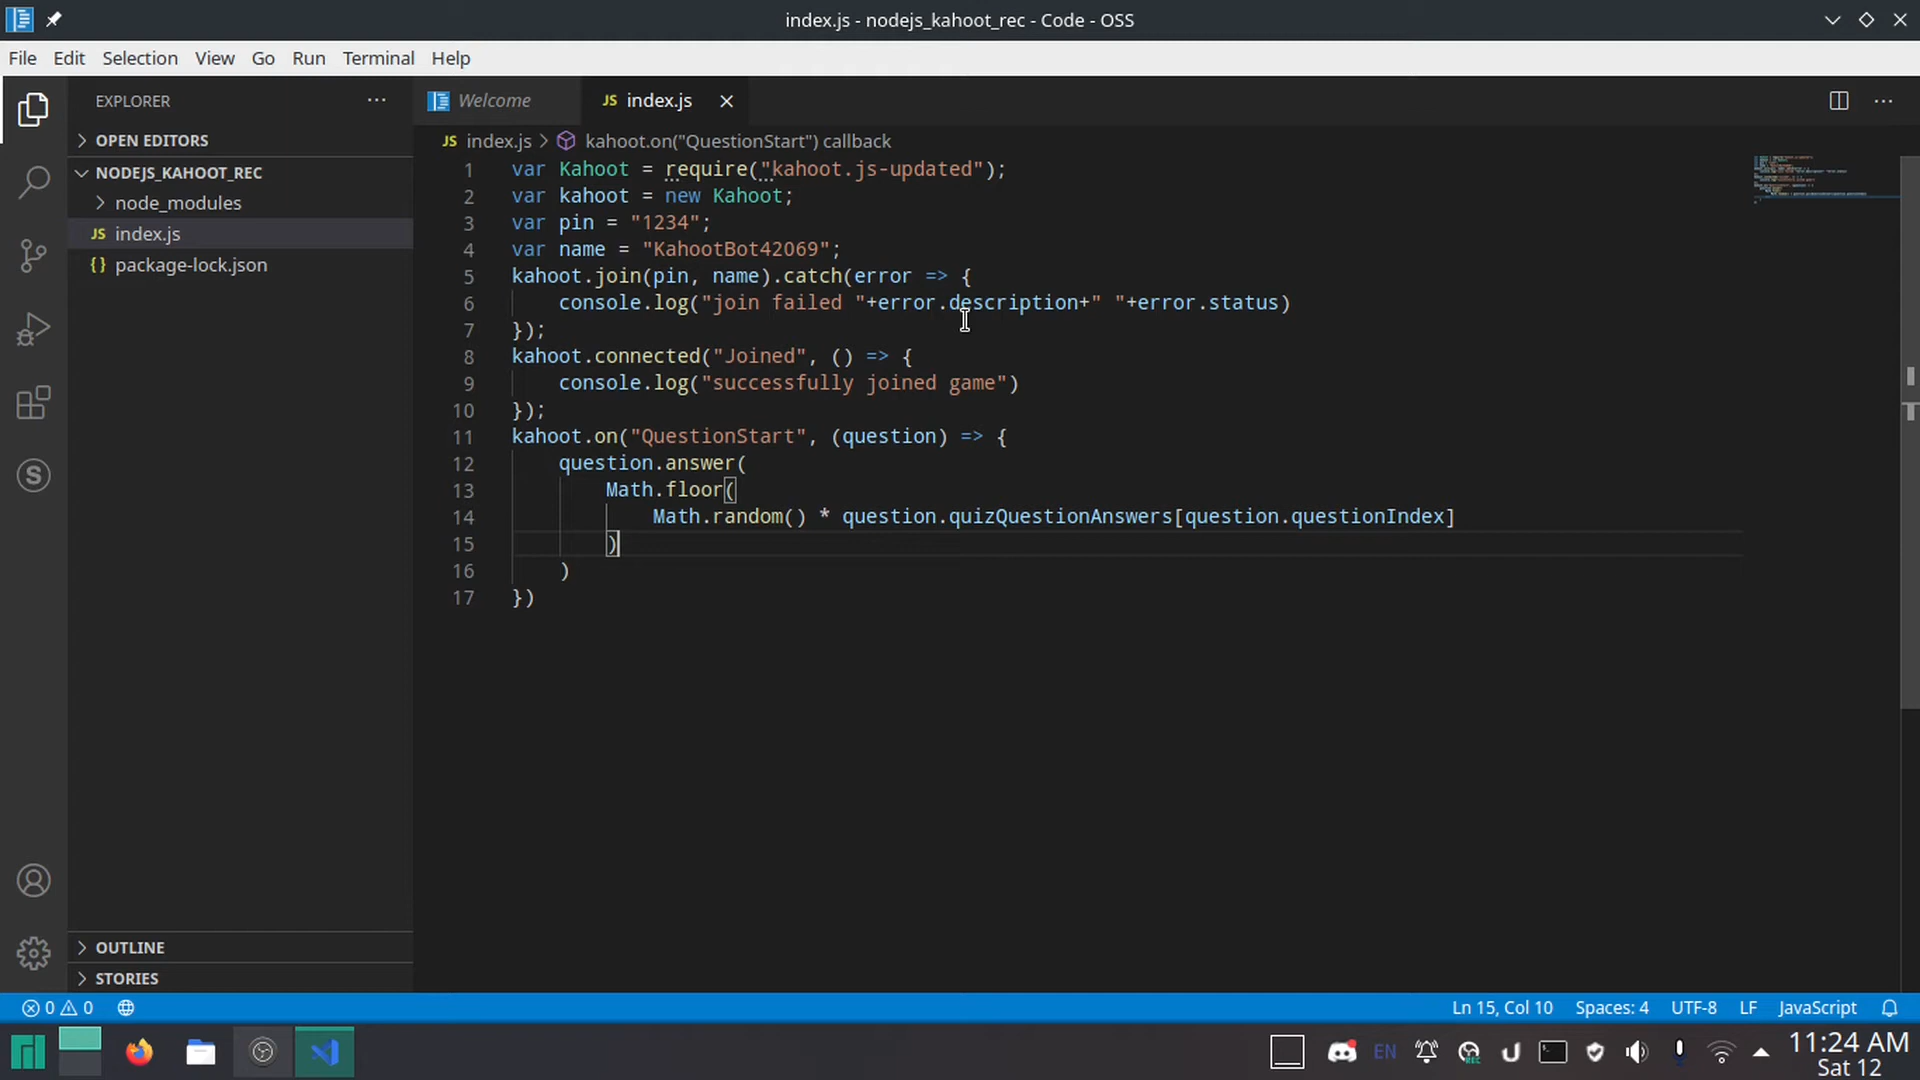 index.js - nodejs_kahoot_rec - Code - OSS
File Edit Selection View Go Run Terminal Help
EXPLORER
Welcome
JS index.js
OPEN EDITORS
JS index.js > kahoot.on("QuestionStart") callback
NODEJS_KAHOOT_REC
node_modules
JS index.js
{} package-lock.json
1 var Kahoot = require("kahoot.js-updated");
2 var kahoot = new Kahoot;
3 var pin = "1234";
4 var name = "KahootBot42069";
5 kahoot.join(pin, name).catch(error => {
6     console.log("join failed "+error.description+" "+error.status)
7 });
8 kahoot.connected("Joined", () => {
9     console.log("successfully joined game")
10 });
11 kahoot.on("QuestionStart", (question) => {
12     question.answer(
13         Math.floor(
14             Math.random() * question.quizQuestionAnswers[question.questionIndex]
15         )
16     )
17 })
OUTLINE
STORIES
0 0 Ln 15, Col 10 Spaces: 4 UTF-8 LF JavaScript
EN REC 11:24 AM
Sat 12